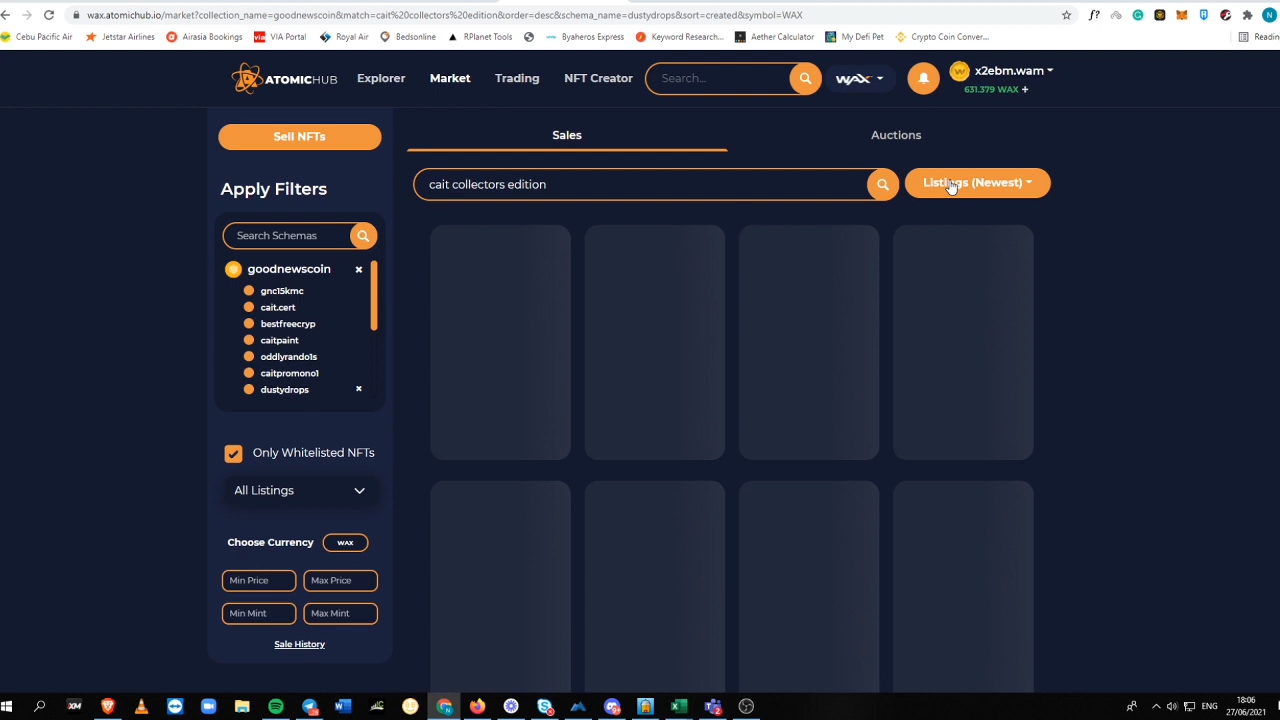 wax.atomichub.io/market?collection_name=goodnewscoin&match=cait%20collectors%20edition&order=desc&schema_name=dustydrops&sort=created&symbol=WAX
Cebu Pacific Air Jetstar Airlines Airasia Bookings VIA Portal Royal Air Bedsonline RPlanet Tools Byaheros Express Keyword Research... Aether Calculator My Defi Pet Crypto Coin Conver... Readin
ATOMICHUB Explorer Market Trading NFT Creator Search... WAX x2ebm.wam
631.379 WAX +
Sell NFTs
Sales Auctions
cait collectors edition Listings (Newest)
Apply Filters
Search Schemas
goodnewscoin
gnc15kmc
cait.cert
bestfreecryp
caitpaint
oddlyrando1s
caitpromono1
dustydrops
Only Whitelisted NFTs
All Listings
Choose Currency WAX
Min Price Max Price
Min Mint Max Mint
Sale History
XM ENG 18:06
27/06/2021